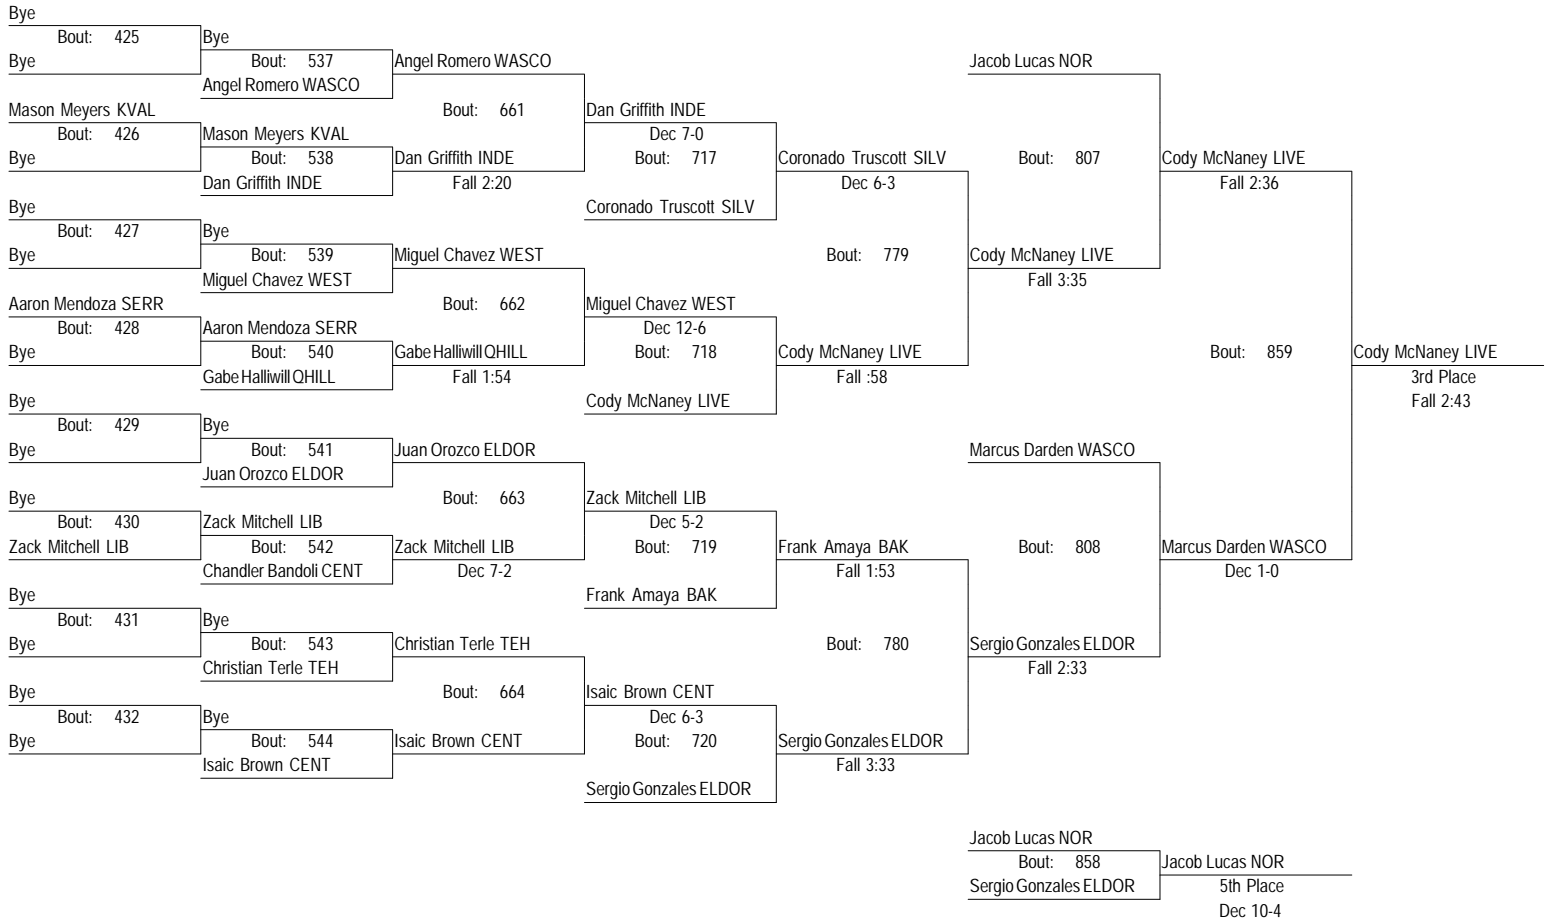 Bye
Bout: 425 Bye
Bye Bout: 537 Angel Romero WASCO Jacob Lucas NOR
Angel Romero WASCO
Mason Meyers KVAL Bout: 661 Dan Griffith INDE
Bout: 426 Mason Meyers KVAL Dec 7-0
Bye Bout: 538 Dan Griffith INDE Bout: 717 Coronado Truscott SILV Bout: 807 Cody McNaney LIVE
Dan Griffith INDE Fall 2:20 Dec 6-3 Fall 2:36
Bye Coronado Truscott SILV
Bout: 427 Bye
Bye Bout: 539 Miguel Chavez WEST Bout: 779 Cody McNaney LIVE
Miguel Chavez WEST Fall 3:35
Aaron Mendoza SERR Bout: 662 Miguel Chavez WEST
Bout: 428 Aaron Mendoza SERR Dec 12-6
Bye Bout: 540 Gabe Halliwill QHILL Bout: 718 Cody McNaney LIVE Bout: 859 Cody McNaney LIVE
Gabe Halliwill QHILL Fall 1:54 Fall :58 3rd Place
Bye Cody McNaney LIVE Fall 2:43
Bout: 429 Bye
Bye Bout: 541 Juan Orozco ELDOR Marcus Darden WASCO
Juan Orozco ELDOR
Bye Bout: 663 Zack Mitchell LIB
Bout: 430 Zack Mitchell LIB Dec 5-2
Zack Mitchell LIB Bout: 542 Zack Mitchell LIB Bout: 719 Frank Amaya BAK Bout: 808 Marcus Darden WASCO
Chandler Bandoli CENT Dec 7-2 Fall 1:53 Dec 1-0
Bye Frank Amaya BAK
Bout: 431 Bye
Bye Bout: 543 Christian Terle TEH Bout: 780 Sergio Gonzales ELDOR
Christian Terle TEH Fall 2:33
Bye Bout: 664 Isaic Brown CENT
Bout: 432 Bye Dec 6-3
Bye Bout: 544 Isaic Brown CENT Bout: 720 Sergio Gonzales ELDOR
Isaic Brown CENT Fall 3:33
Sergio Gonzales ELDOR
Jacob Lucas NOR
Bout: 858 Jacob Lucas NOR
Sergio Gonzales ELDOR 5th Place
Dec 10-4